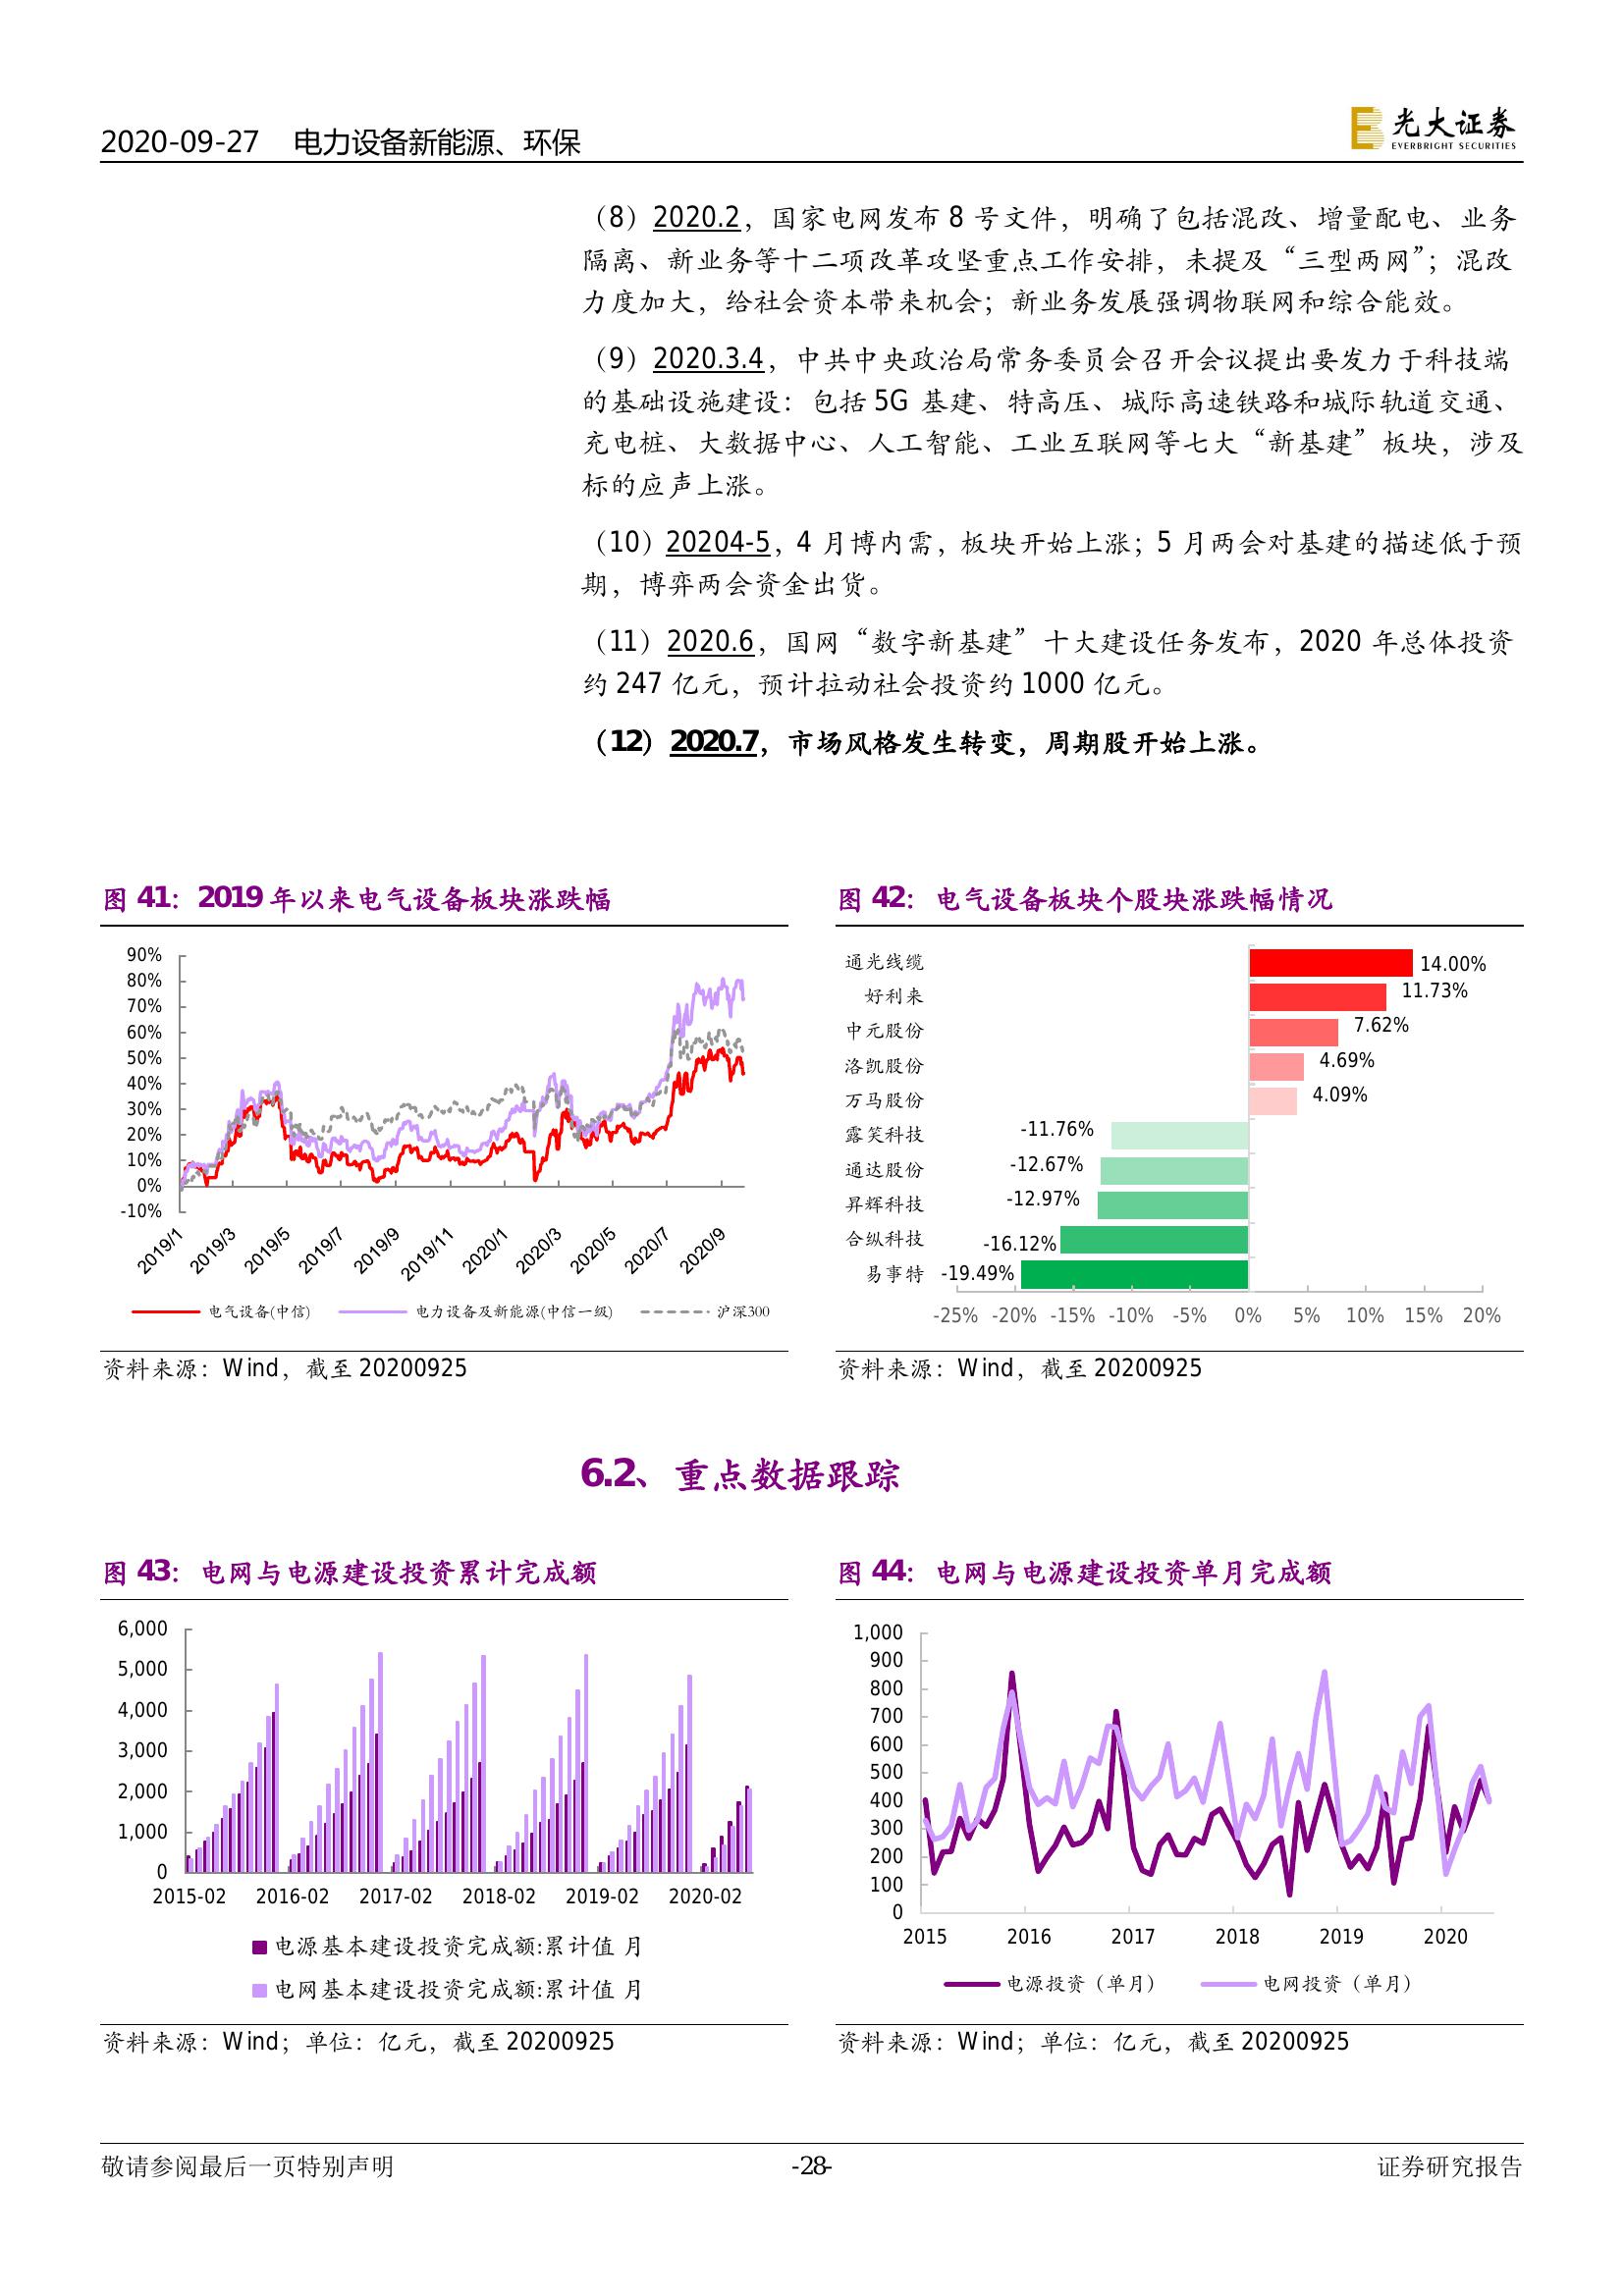 2020-09-27 电力设备新能源、环保
光大证券
EVERBRIGHT SECURITIES
（8）2020.2，国家电网发布 8 号文件，明确了包括混改、增量配电、业务
隔离、新业务等十二项改革攻坚重点工作安排，未提及“三型两网”；混改
力度加大，给社会资本带来机会；新业务发展强调物联网和综合能效。
（9）2020.3.4，中共中央政治局常务委员会召开会议提出要发力于科技端
的基础设施建设：包括 5G 基建、特高压、城际高速铁路和城际轨道交通、
充电桩、大数据中心、人工智能、工业互联网等七大“新基建”板块，涉及
标的应声上涨。
（10）20204-5，4 月博内需，板块开始上涨；5 月两会对基建的描述低于预
期，博弈两会资金出货。
（11）2020.6，国网“数字新基建”十大建设任务发布，2020 年总体投资
约 247 亿元，预计拉动社会投资约 1000 亿元。
（12）2020.7，市场风格发生转变，周期股开始上涨。
图 41：2019 年以来电气设备板块涨跌幅
90%
80%
70%
60%
50%
40%
30%
20%
10%
0%
-10%
2019/1 2019/3 2019/5 2019/7 2019/9 2019/11 2020/1 2020/3 2020/5 2020/7 2020/9
电气设备(中信) 电力设备及新能源(中信一级) 沪深300
资料来源：Wind，截至 20200925
图 42：电气设备板块个股块涨跌幅情况
通光线缆 14.00%
好利来 11.73%
中元股份 7.62%
洛凯股份 4.69%
万马股份 4.09%
露笑科技 -11.76%
通达股份 -12.67%
昇辉科技 -12.97%
合纵科技 -16.12%
易事特 -19.49%
-25% -20% -15% -10% -5% 0% 5% 10% 15% 20%
资料来源：Wind，截至 20200925
6.2、重点数据跟踪
图 43：电网与电源建设投资累计完成额
6,000
5,000
4,000
3,000
2,000
1,000
0
2015-02 2016-02 2017-02 2018-02 2019-02 2020-02
电源基本建设投资完成额:累计值 月
电网基本建设投资完成额:累计值 月
资料来源：Wind；单位：亿元，截至 20200925
图 44：电网与电源建设投资单月完成额
1,000
900
800
700
600
500
400
300
200
100
0
2015 2016 2017 2018 2019 2020
电源投资（单月） 电网投资（单月）
资料来源：Wind；单位：亿元，截至 20200925
敬请参阅最后一页特别声明 -28- 证券研究报告